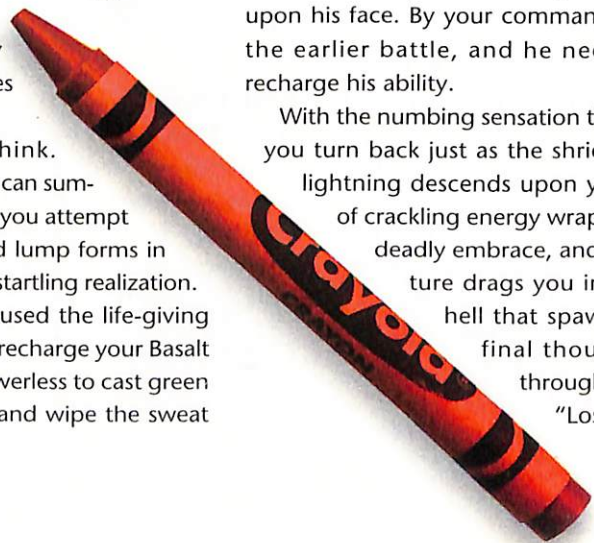 es
hink.
can sum-
you attempt
lump forms in
startling realization.
used the life-giving
recharge your Basalt
werless to cast green
and wipe the sweat
Crayola
CRAYON
upon his face. By your comman
the earlier battle, and he nee
recharge his ability.
With the numbing sensation t
you turn back just as the shrie
lightning descends upon y
of crackling energy wrap
deadly embrace, and
ture drags you in
hell that spaw
final thou
through
"Los